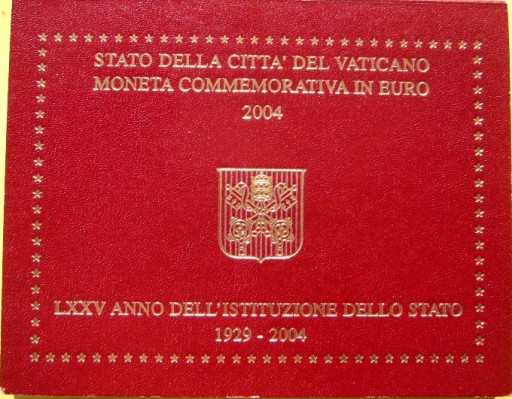 STATO DELLA CITTA' DEL VATICANO
MONETA COMMEMORATIVA IN EURO
2004
LXXV ANNO DELL'ISTITUZIONE DELLO STATO
1929 - 2004